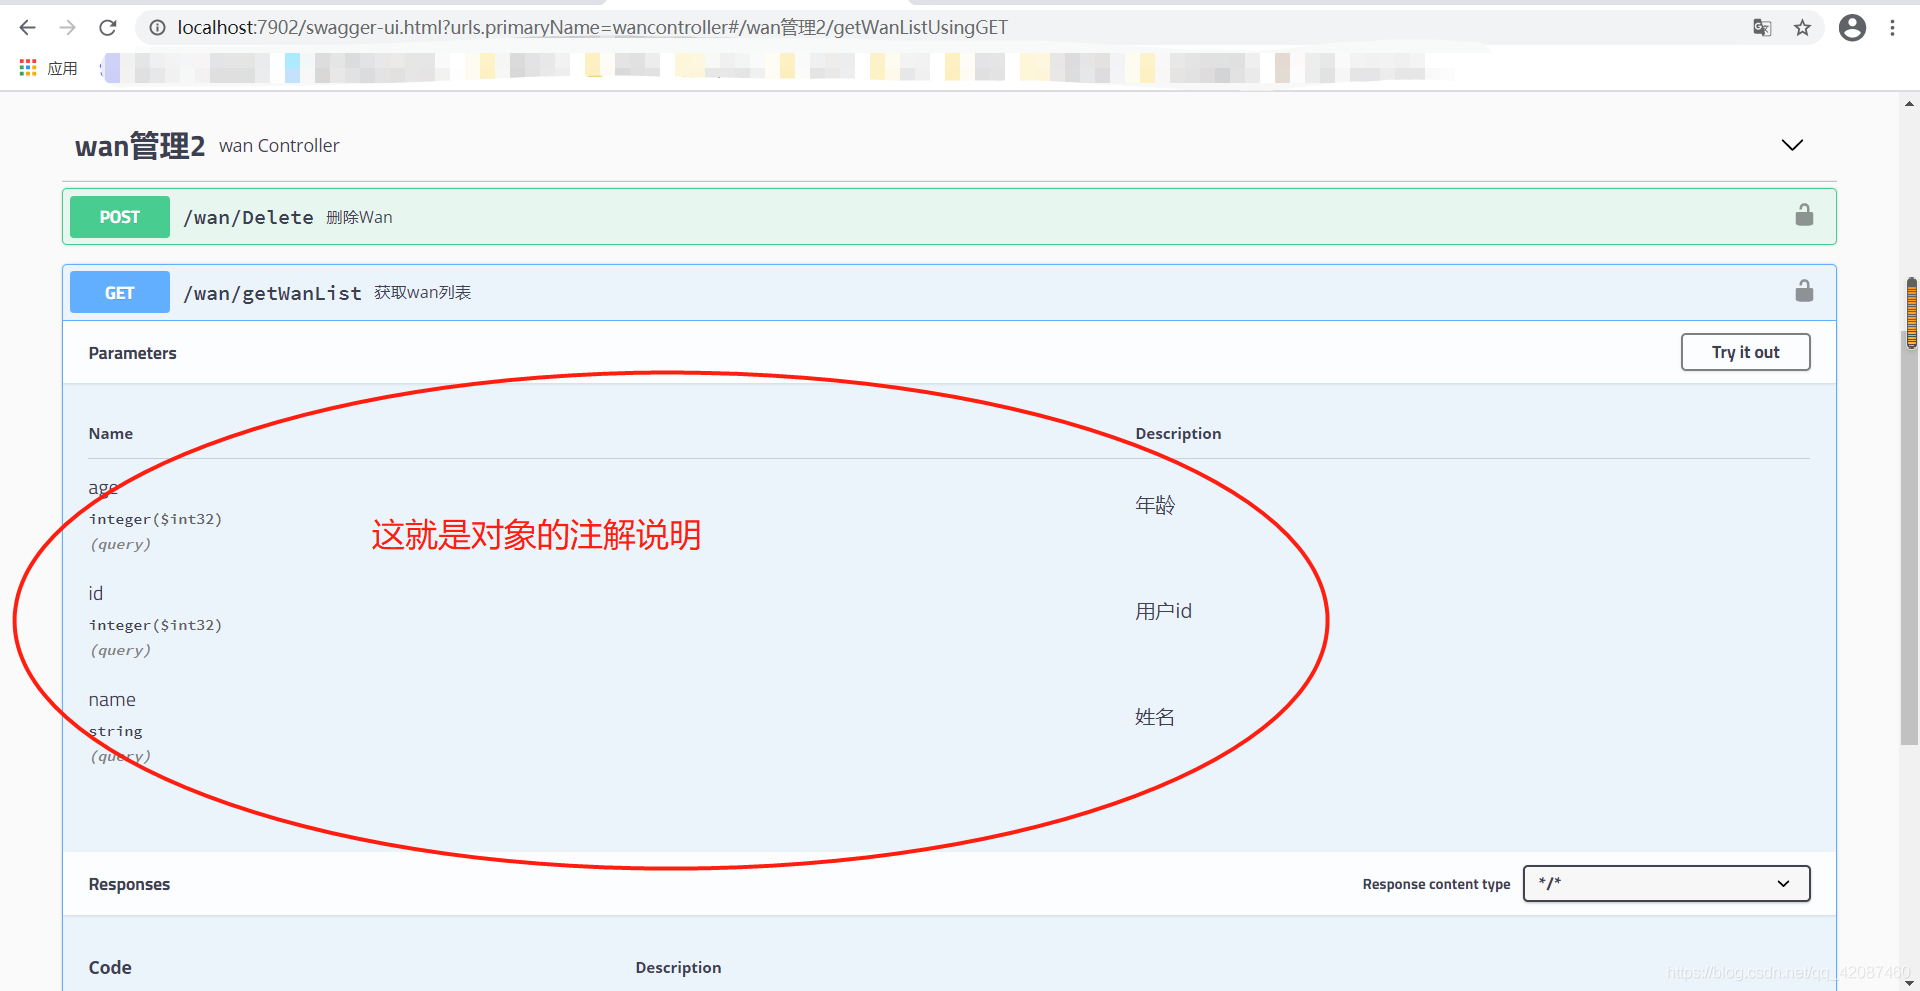 localhost:7902/swagger-ui.html?urls.primaryName=wancontroller#/wan管理2/getWanListUsingGET
应用
wan管理2 wan Controller
POST /wan/Delete 删除Wan
GET /wan/getWanList 获取wan列表
Parameters Try it out
Name Description
age
integer($int32)
(query)
年龄
这就是对象的注解说明
id
integer($int32)
(query)
用户id
name
string
(query)
姓名
Responses Response content type */*
Code Description
https://blog.csdn.net/qq_42087460